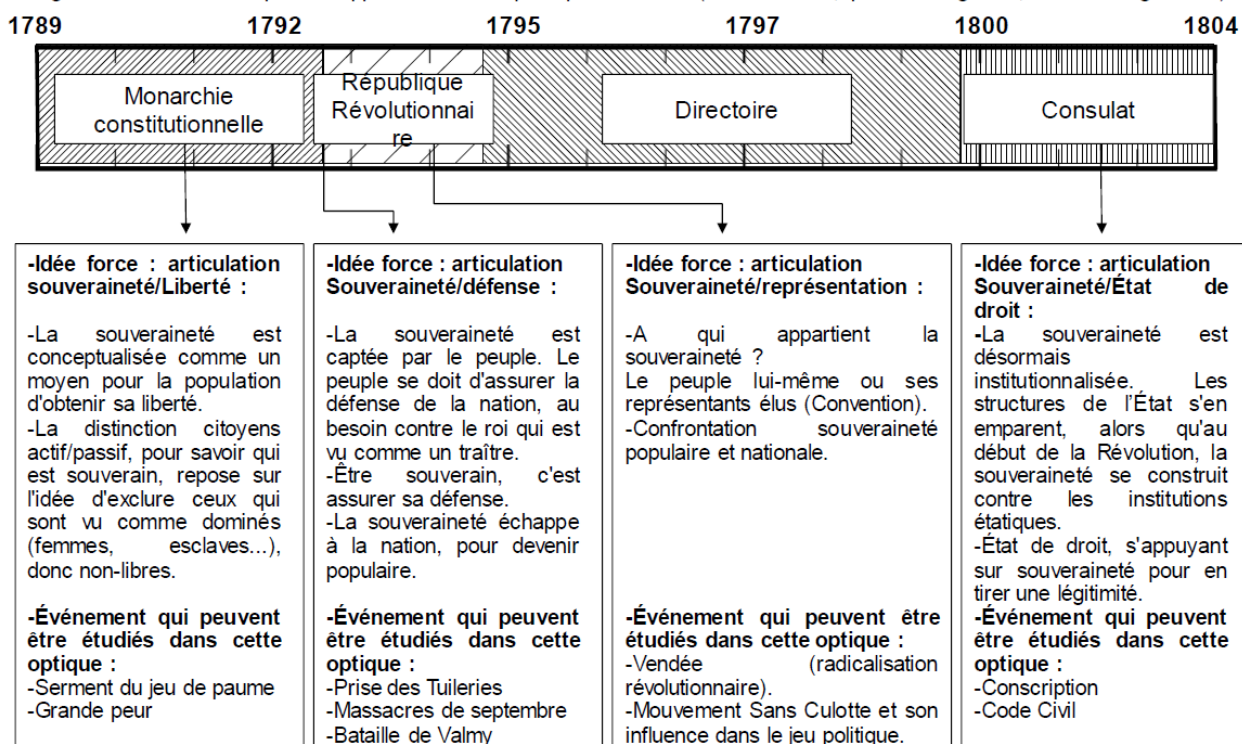 1789 1792 1795 1800 1804
Monarchie
constitutionnelle
République
Révolutionnai
re
Directoire
1797
Consulat
-Idée force : articulation
souveraineté/Liberté :
-La souveraineté est
conceptualisée comme un
moyen pour la population
d'obtenir sa liberté.
-La distinction citoyens
actif/passif, pour savoir qui
est souverain, repose sur
l'idée d'exclure ceux qui
sont vu comme dominés
(femmes, esclaves...),
donc non-libres.
-Événement qui peuvent
être étudiés dans cette
optique :
-Serment du jeu de paume
-Grande peur
-Idée force : articulation
Souveraineté/défense :
-La souveraineté est
captée par le peuple. Le
peuple se doit d'assurer la
défense de la nation, au
besoin contre le roi qui est
vu comme un traître.
-Être souverain, c'est
assurer sa défense.
-La souveraineté échappe
à la nation, pour devenir
populaire.
-Événement qui peuvent
être étudiés dans cette
optique :
-Prise des Tuileries
-Massacres de septembre
-Bataille de Valmy
-Idée force : articulation
Souveraineté/représentation :
-A qui appartient la
souveraineté ?
Le peuple lui-même ou ses
représentants élus (Convention).
-Confrontation souveraineté
populaire et nationale.
-Événement qui peuvent être
étudiés dans cette optique :
-Vendée (radicalisation
révolutionnaire).
-Mouvement Sans Culotte et son
influence dans le jeu politique.
-Idée force : articulation
Souveraineté/État de
droit :
-La souveraineté est
désormais
institutionnalisée. Les
structures de l'État s'en
emparent, alors qu'au
début de la Révolution, la
souveraineté se construit
contre les institutions
étatiques.
-État de droit, s'appuyant
sur souveraineté pour en
tirer une légitimité.
-Événement qui peuvent
être étudiés dans cette
optique :
-Conscription
-Code Civil